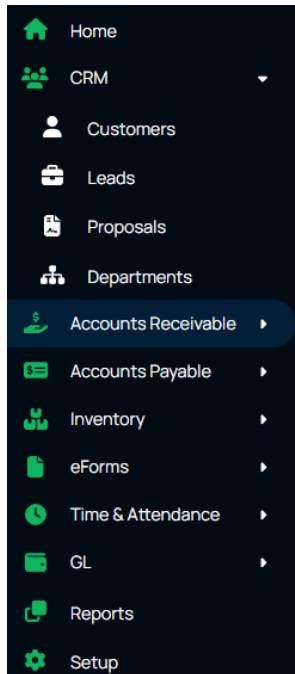 Home
CRM
Customers
Leads
Proposals
Departments
Accounts Receivable
Accounts Payable
Inventory
eForms
Time & Attendance
GL
Reports
Setup